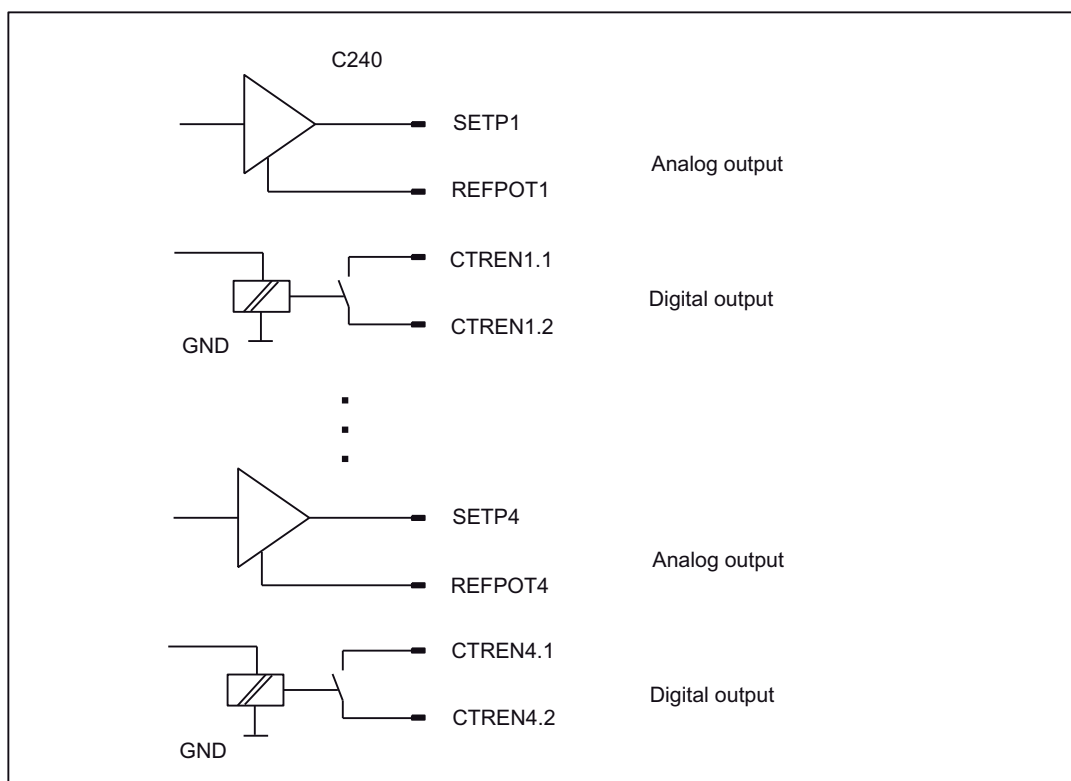 C240
SETP1
Analog output
REFPOT1
CTREN1.1
Digital output
CTREN1.2
GND
SETP4
Analog output
REFPOT4
CTREN4.1
Digital output
CTREN4.2
GND